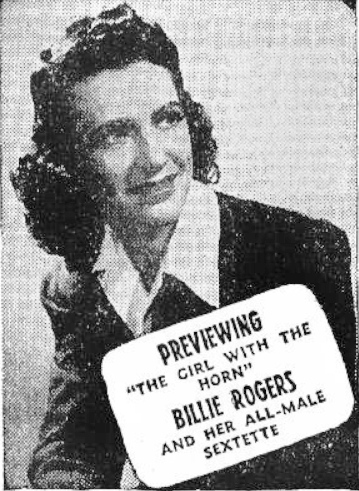 PREVIEWING
"THE GIRL WITH THE
HORN"
BILLIE ROGERS
AND HER ALL-MALE
SEXTETTE